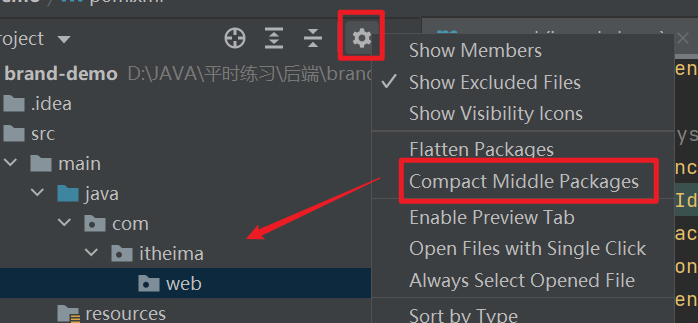 roject
brand-demo D:\JAVA\平时练习\后端\brand
.idea
src
main
java
com
itheima
web
resources
Show Members
Show Excluded Files
Show Visibility Icons
Flatten Packages
Compact Middle Packages
Enable Preview Tab
Open Files with Single Click
Always Select Opened File
Sort by Type